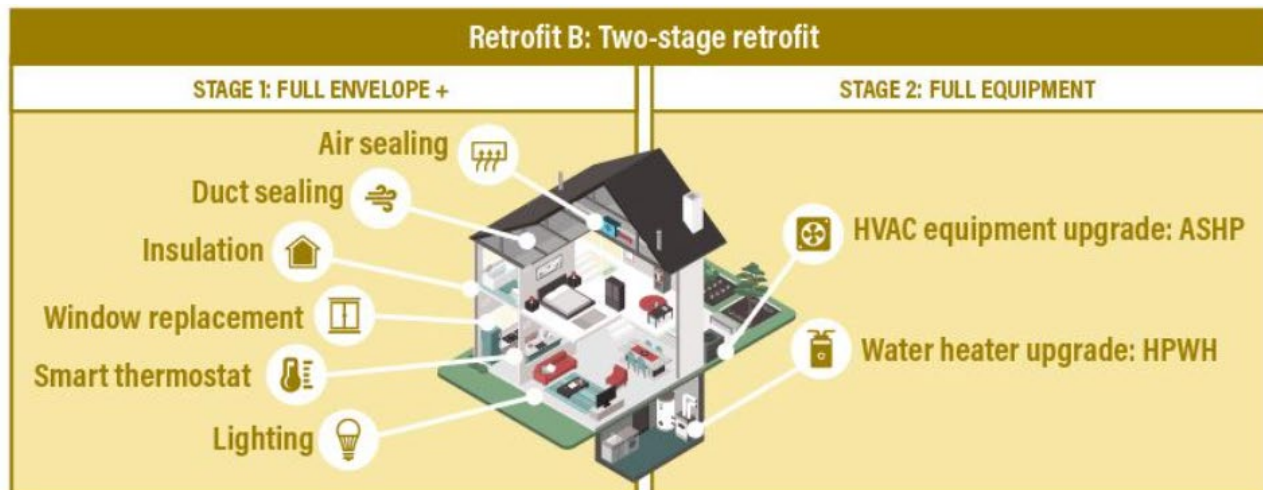 Retrofit B: Two-stage retrofit
STAGE 1: FULL ENVELOPE +
STAGE 2: FULL EQUIPMENT
Air sealing
Duct sealing
Insulation
Window replacement
Smart thermostat
Lighting
HVAC equipment upgrade: ASHP
Water heater upgrade: HPWH